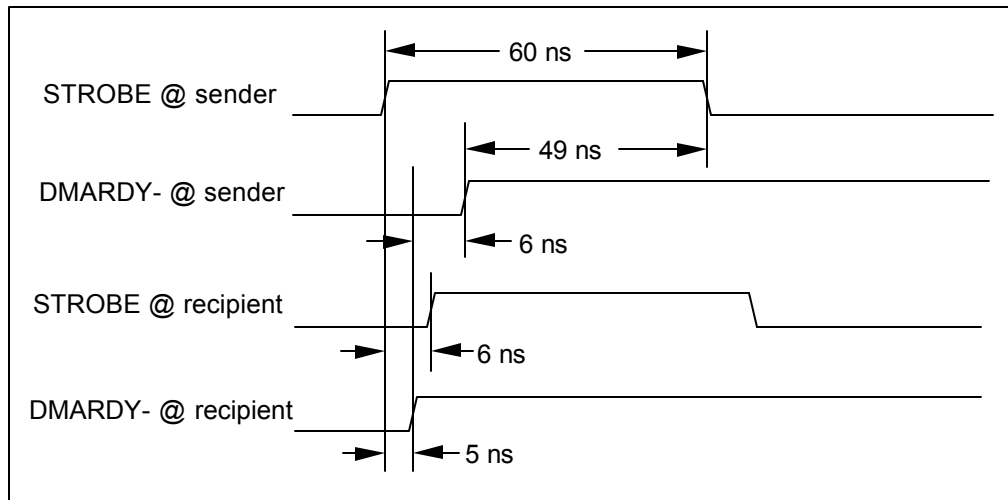 60 ns
STROBE @ sender
49 ns
DMARDY- @ sender
6 ns
STROBE @ recipient
6 ns
DMARDY- @ recipient
5 ns